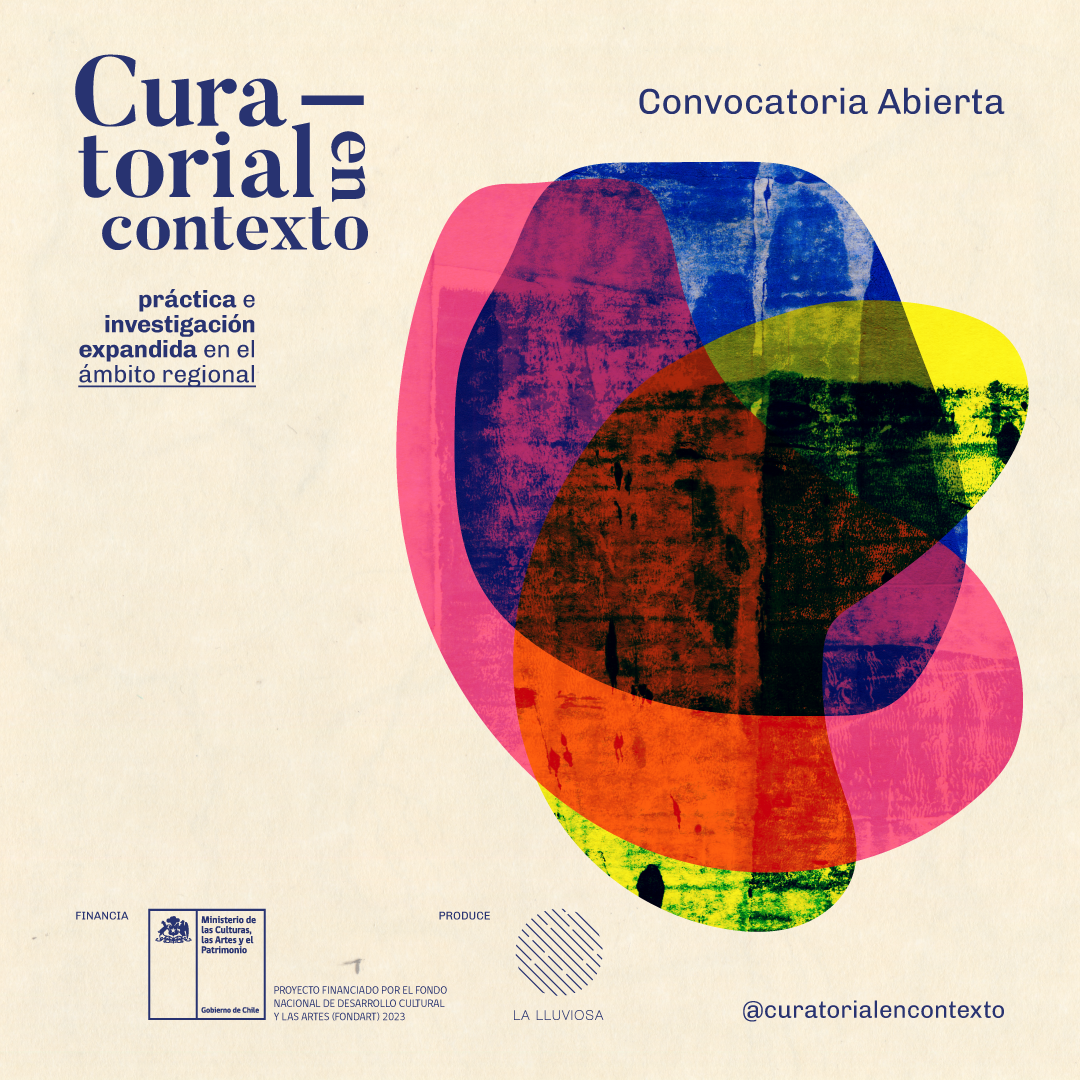 Cura—
torial en
contexto
Convocatoria Abierta
práctica e
investigación
expandida en el
ámbito regional
FINANCIA
Ministerio de
las Culturas,
las Artes y el
Patrimonio
Gobierno de Chile
PROYECTO FINANCIADO POR EL FONDO
NACIONAL DE DESARROLLO CULTURAL
Y LAS ARTES (FONDART) 2023
PRODUCE
LA LLUVIOSA
@curatorialencontexto